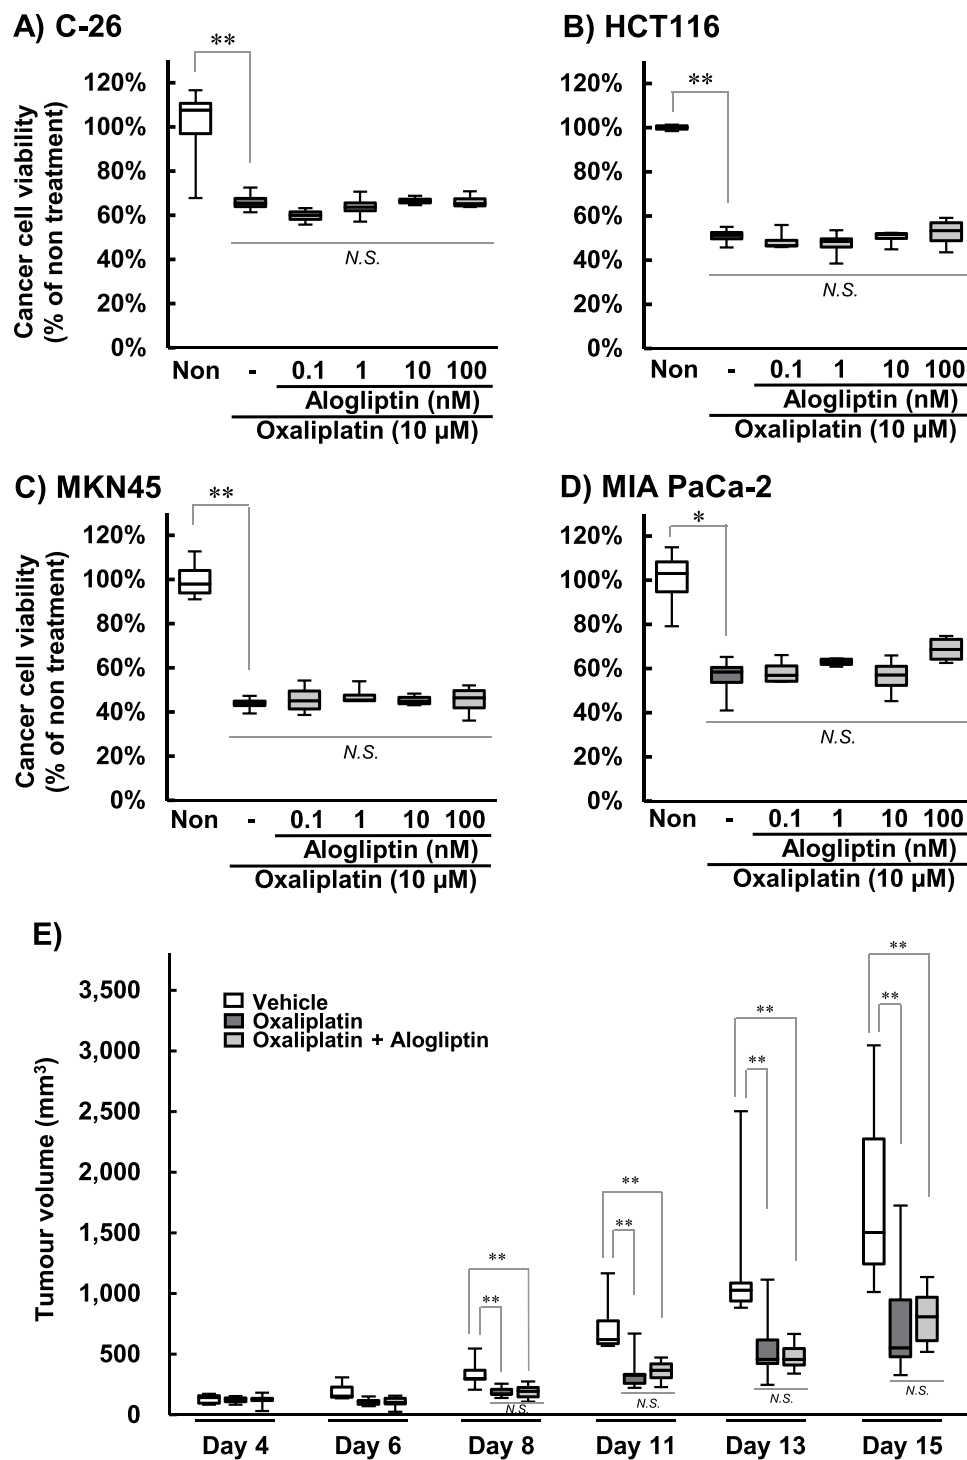 A) C-26
**
Cancer cell viability
(% of non treatment)
120%
100%
80%
60%
40%
20%
0%
N.S.
Non - 0.1 1 10 100
Alogliptin (nM)
Oxaliplatin (10 µM)
B) HCT116
**
120%
100%
80%
60%
40%
20%
0%
N.S.
Non - 0.1 1 10 100
Alogliptin (nM)
Oxaliplatin (10 µM)
C) MKN45
**
Cancer cell viability
(% of non treatment)
120%
100%
80%
60%
40%
20%
0%
N.S.
Non - 0.1 1 10 100
Alogliptin (nM)
Oxaliplatin (10 µM)
D) MIA PaCa-2
*
120%
100%
80%
60%
40%
20%
0%
N.S.
Non - 0.1 1 10 100
Alogliptin (nM)
Oxaliplatin (10 µM)
E)
Tumour volume (mm³)
3,500
3,000
2,500
2,000
1,500
1,000
500
0
Vehicle
Oxaliplatin
Oxaliplatin + Alogliptin
**
**
N.S.
**
**
N.S.
**
**
N.S.
**
**
N.S.
Day 4 Day 6 Day 8 Day 11 Day 13 Day 15